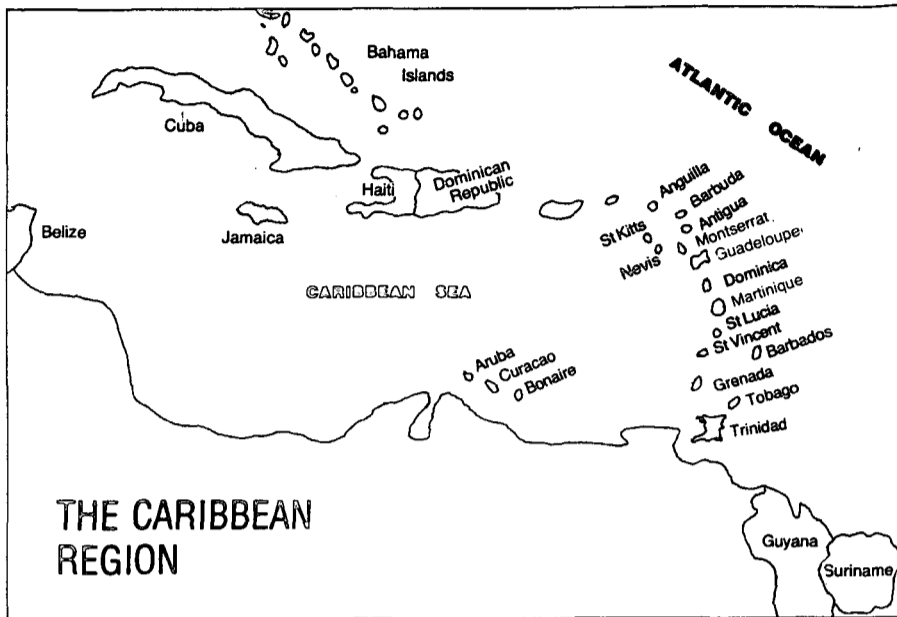 Bahama
Islands
ATLANTIC OCEAN
Cuba
Haiti
Dominican
Republic
Anguilla
Barbuda
Antigua
St Kitts
Montserrat
Nevis
Guadeloupe
Belize
Jamaica
Dominica
CARIBBEAN SEA
Martinique
St Lucia
St Vincent
Barbados
Aruba
Curacao
Bonaire
Grenada
Tobago
Trinidad
THE CARIBBEAN
REGION
Guyana
Suriname